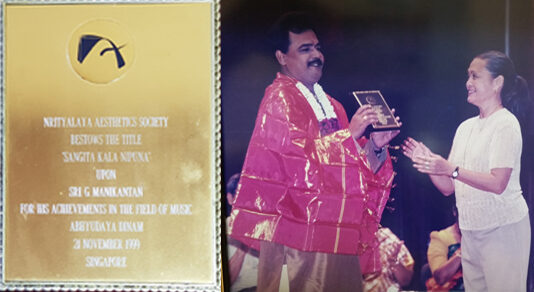 NRITYALAYA AESTHETICS SOCIETY
BESTOWS THE TITLE
"SANGITA KALA NIPUNA"
UPON
SRI G MANIKANTAN
FOR HIS ACHIEVEMENTS IN THE FIELD OF MUSIC
ABHYUDAYA DINAM
21 NOVEMBER 1999
SINGAPORE